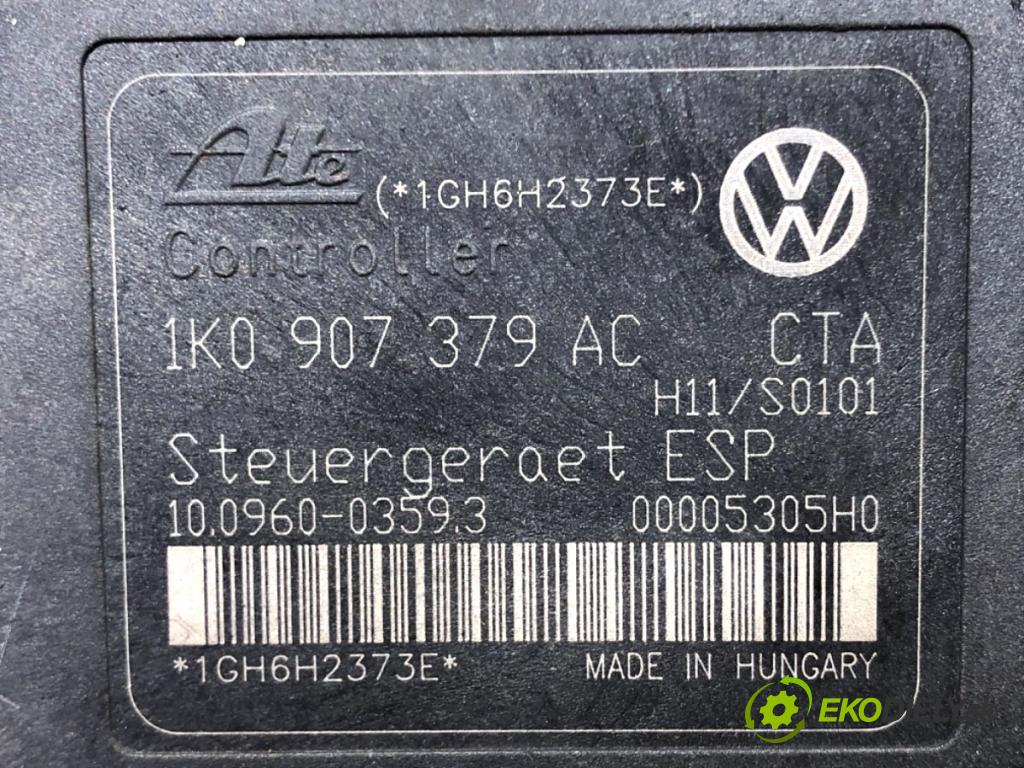 Ate (*1GH6H2373E*)
Controller
1K0 907 379 AC CTA
H11/S0101
Steuergeraet ESP
10.0960-0359.3 00005305H0
*1GH6H2373E* MADE IN HUNGARY
EKO